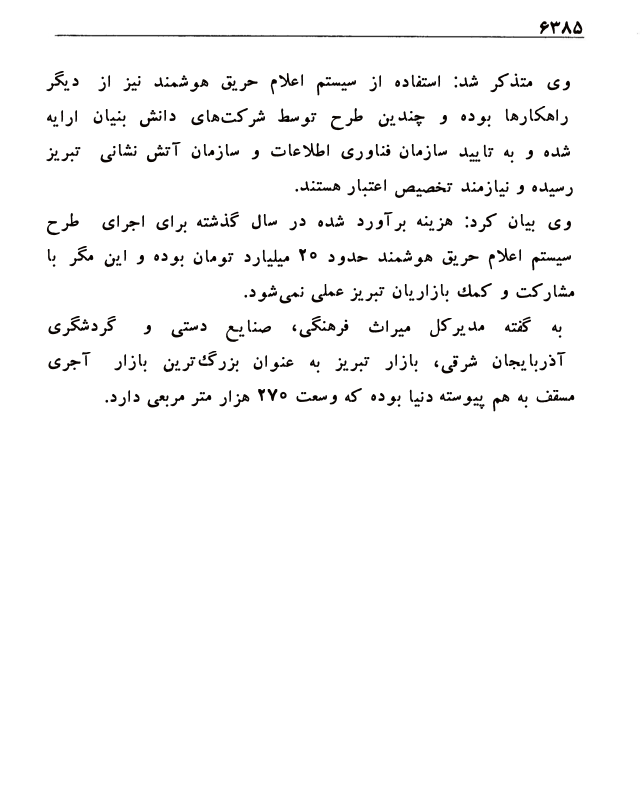 ۶۳۸۵
وی متذکر شد: استفاده از سیستم اعلام حریق هوشمند نیز از دیگر
راهکارها بوده و چندین طرح توسط شرکت‌های دانش بنیان ارایه
شده و به تایید سازمان فناوری اطلاعات و سازمان آتش نشانی تبریز
رسیده و نیازمند تخصیص اعتبار هستند.
وی بیان کرد: هزینه برآورد شده در سال گذشته برای اجرای طرح
سیستم اعلام حریق هوشمند حدود ۲۰ میلیارد تومان بوده و این مگر با
مشارکت و کمک بازاریان تبریز عملی نمی‌شود.
به گفته مدیرکل میراث فرهنگی، صنایع دستی و گردشگری
آذربایجان شرقی، بازار تبریز به عنوان بزرگ‌ترین بازار آجری
مسقف به هم پیوسته دنیا بوده که وسعت ۲۷۰ هزار متر مربعی دارد.